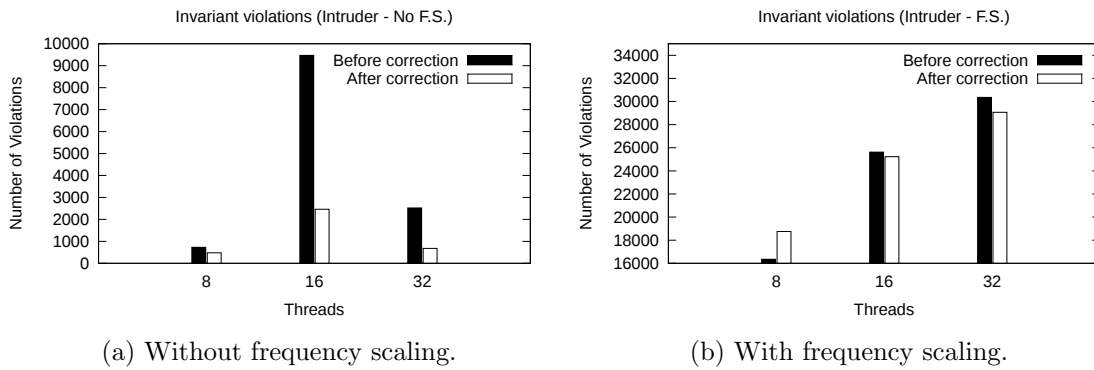 Invariant violations (Intruder - No F.S.)
10000
9000
8000
7000
6000
5000
4000
3000
2000
1000
0
Number of Violations
Before correction
After correction
8 16 32
Threads
(a) Without frequency scaling.
Invariant violations (Intruder - F.S.)
34000
32000
30000
28000
26000
24000
22000
20000
18000
16000
Number of Violations
Before correction
After correction
8 16 32
Threads
(b) With frequency scaling.